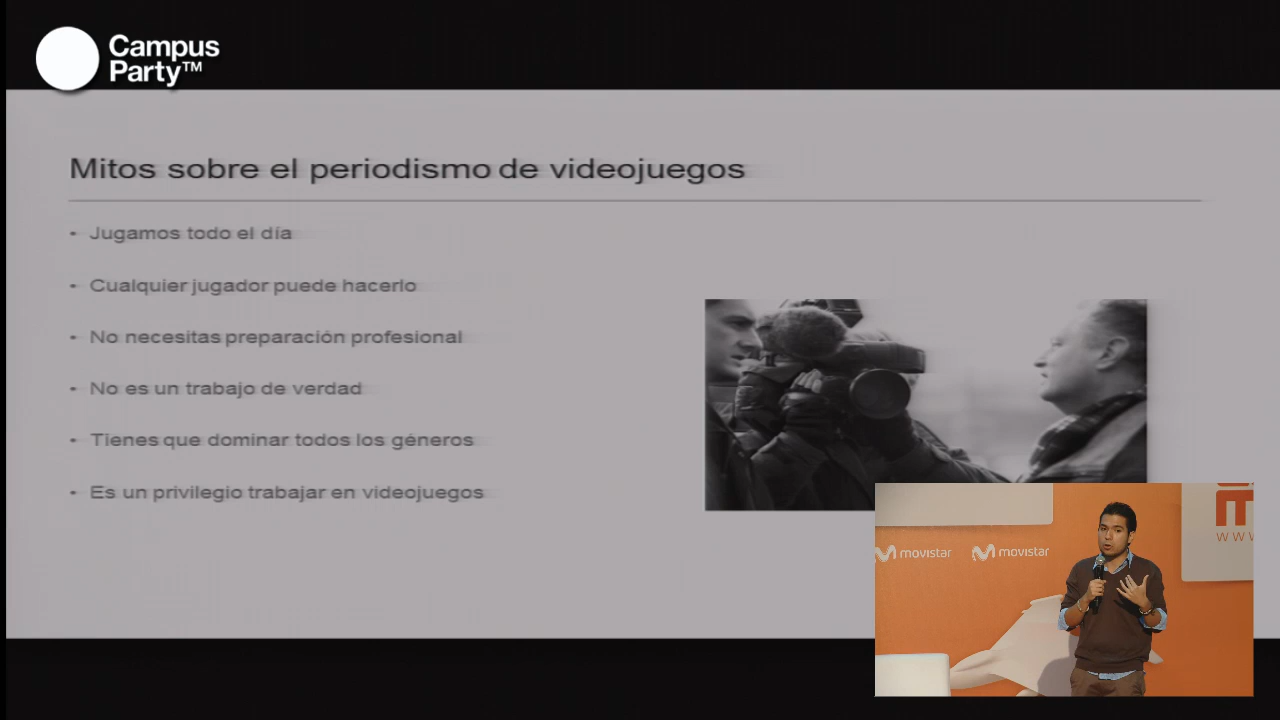 Campus
Party™
Mitos sobre el periodismo de videojuegos
• Jugamos todo el día
• Cualquier jugador puede hacerlo
• No necesitas preparación profesional
• No es un trabajo de verdad
• Tienes que dominar todos los géneros
• Es un privilegio trabajar en videojuegos
movistar
movistar